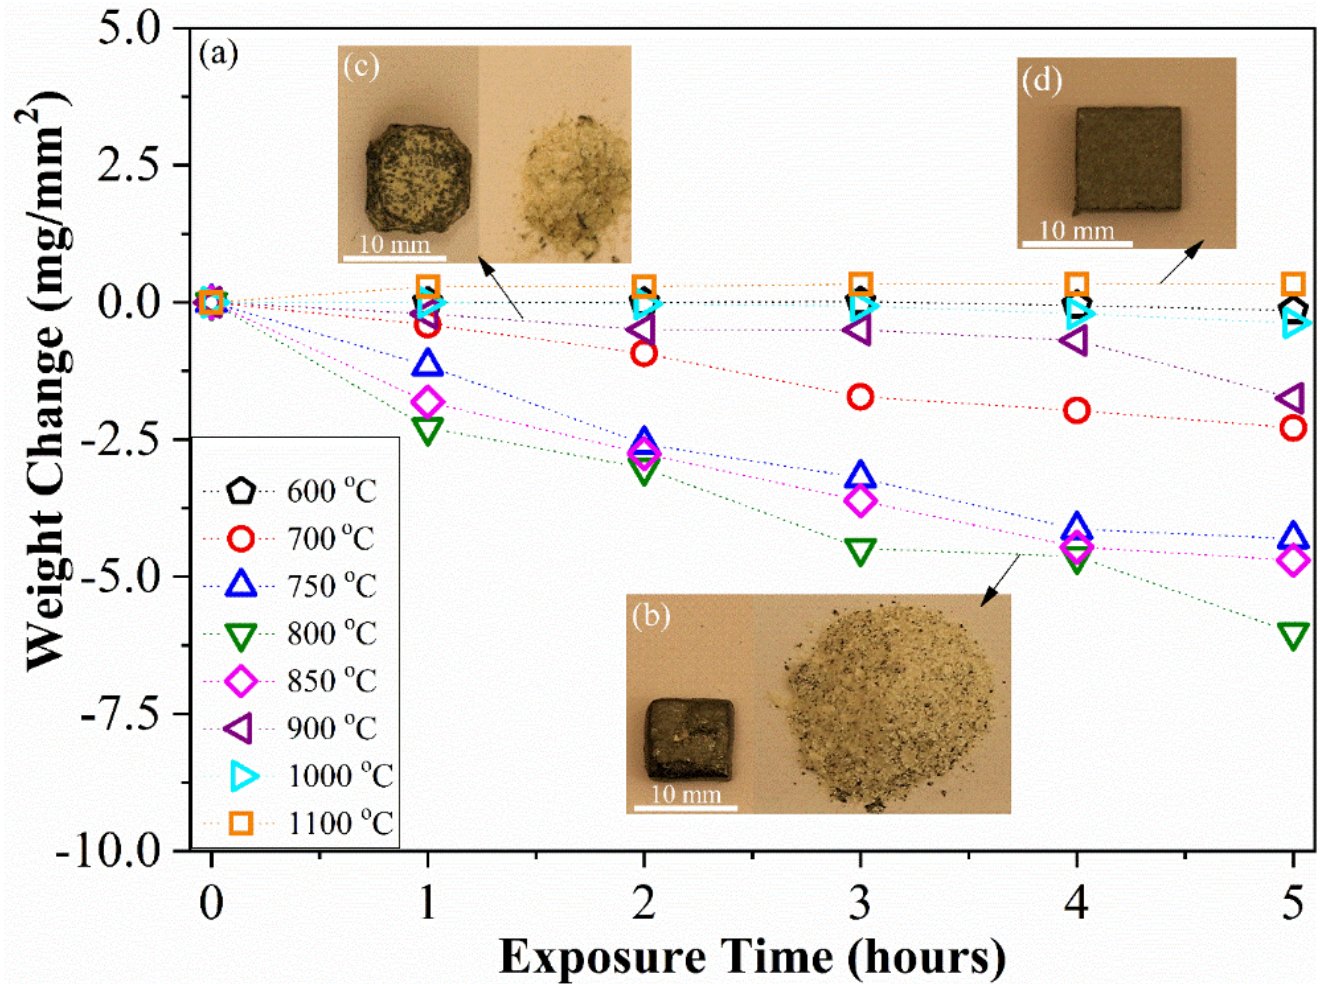 (a)
(c)
10 mm
(d)
10 mm
(b)
10 mm
5.0
2.5
0.0
-2.5
-5.0
-7.5
-10.0
Weight Change (mg/mm²)
600 °C
700 °C
750 °C
800 °C
850 °C
900 °C
1000 °C
1100 °C
0 1 2 3 4 5
Exposure Time (hours)